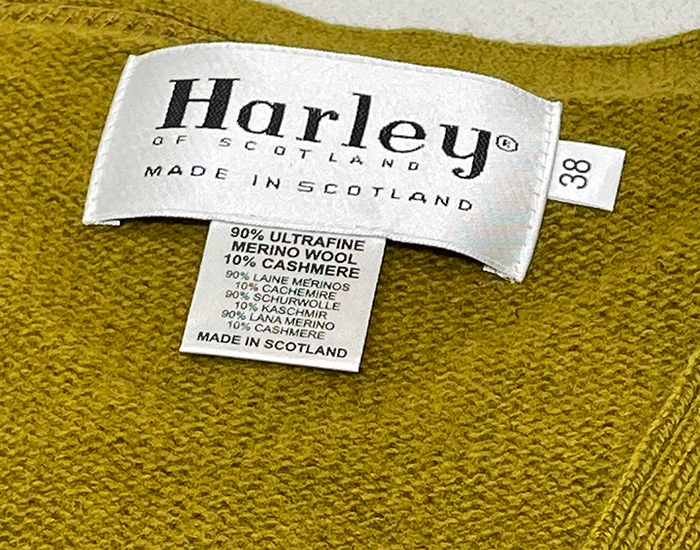 Harley®
OF SCOTLAND
MADE IN SCOTLAND
38
90% ULTRAFINE
MERINO WOOL
10% CASHMERE
90% LAINE MERINOS
10% CACHEMIRE
90% SCHURWOLLE
10% KASCHMIR
90% LANA MERINO
10% CASHMERE
MADE IN SCOTLAND